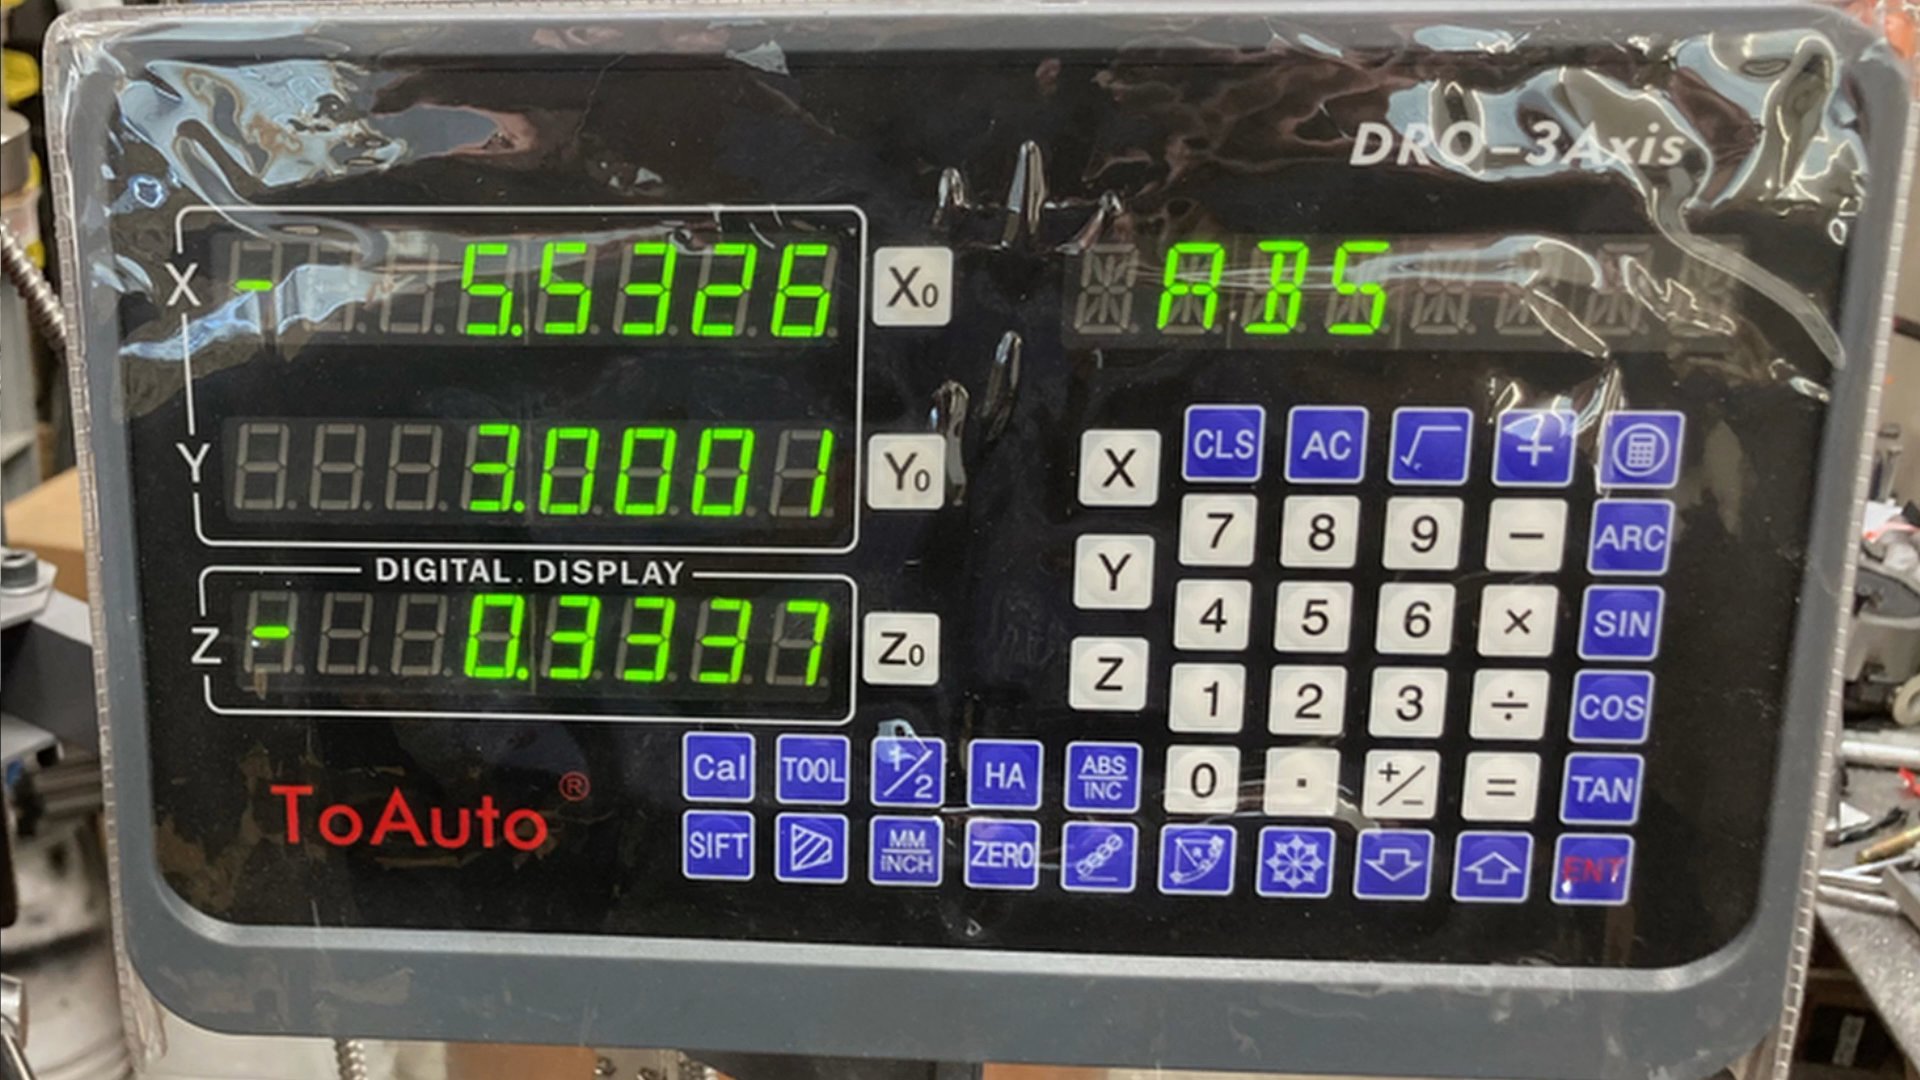 DRO-3Axis
X - 5.5326 X0 ABS
Y 3.0001 Y0
DIGITAL DISPLAY
Z - 0.3337 Z0
X CLS AC √ +
Y 7 8 9 - ARC
Z 4 5 6 × SIN
1 2 3 ÷ COS
Cal TOOL ÷/2 HA ABS/INC 0 . +/- = TAN
SIFT MM/INCH ZERO ENT
ToAuto®